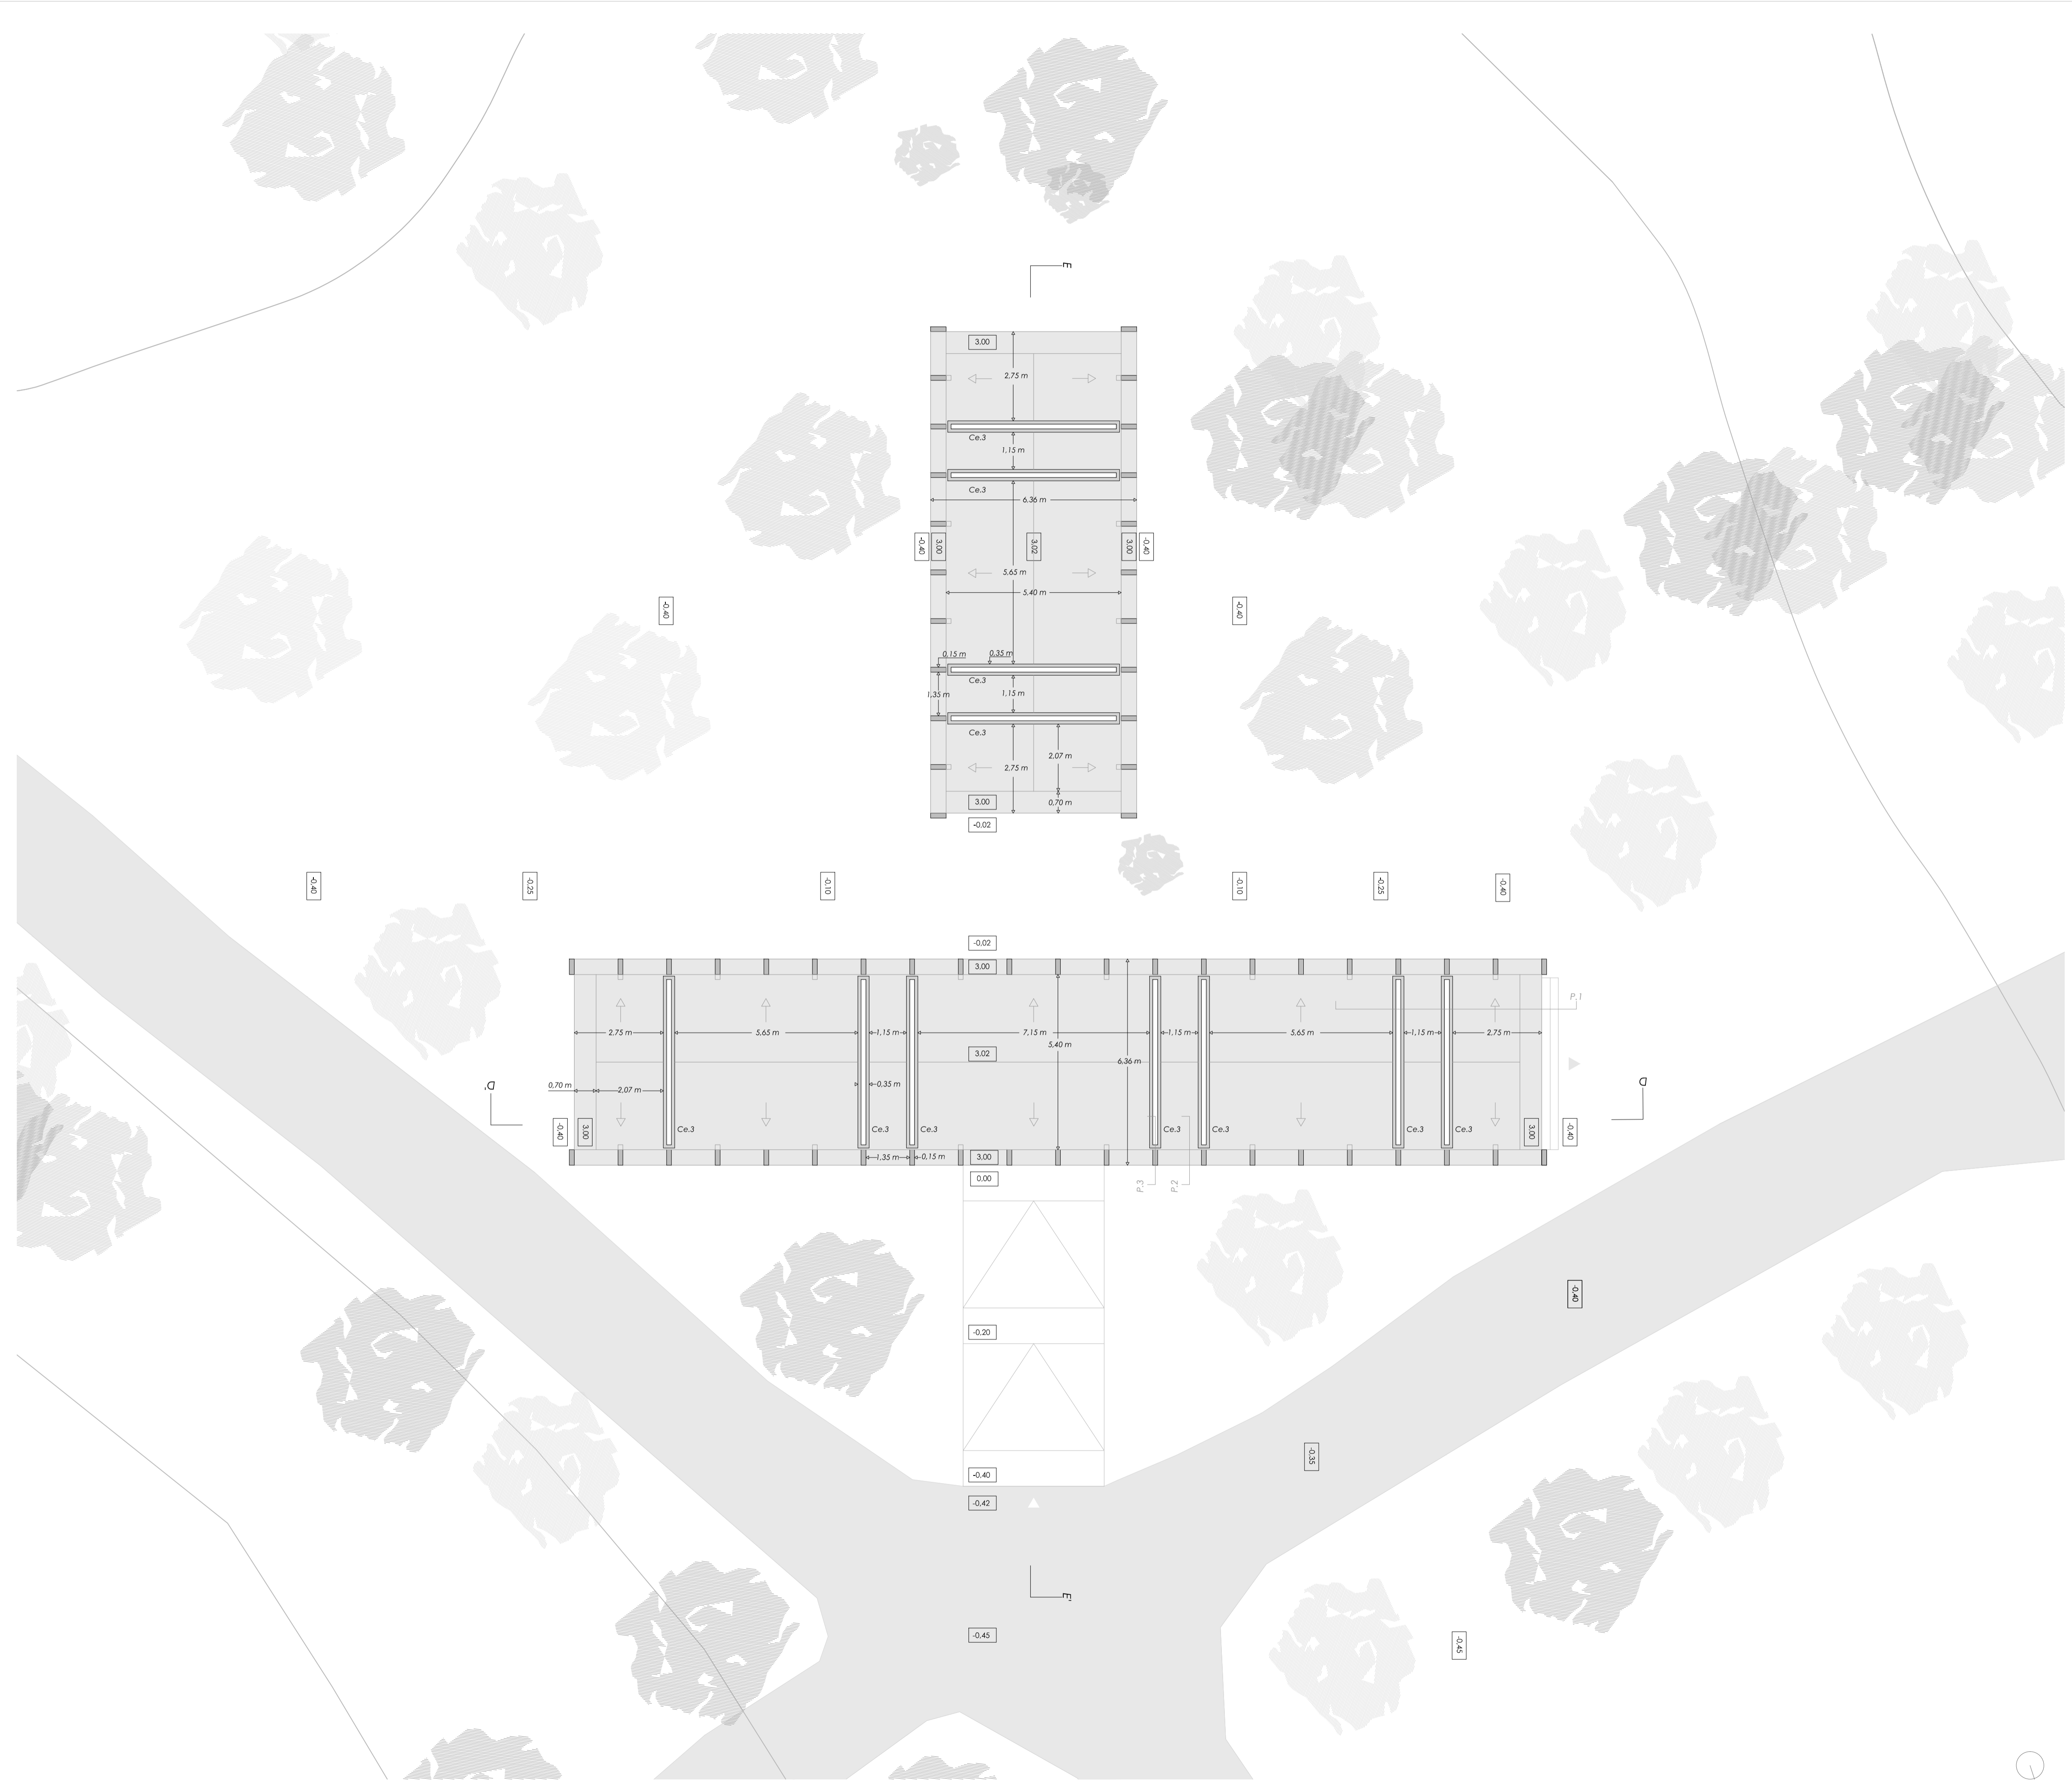 E
3.00
2,75 m
Ce.3
1,15 m
Ce.3
6.36 m
-0.40
3.00
3.02
3.00
-0.40
5,65 m
5.40 m
-0.40
-0.40
0,15 m
0,35 m
Ce.3
1,35 m
1,15 m
Ce.3
2,07 m
2,75 m
3.00
0,70 m
-0.02
-0.40
-0.25
-0.10
-0.10
-0.25
-0.40
-0.02
3.00
P.1
2,75 m
5,65 m
1,15 m
7,15 m
1,15 m
5,65 m
1,15 m
2,75 m
5,40 m
3.02
6,36 m
D'
0,70 m
2,07 m
0,35 m
D
-0.40
3.00
Ce.3
Ce.3
Ce.3
Ce.3
Ce.3
Ce.3
Ce.3
3.00
-0.40
1,35 m
0,15 m
3.00
0.00
P.3
P.2
-0,40
-0,20
-0,35
-0,40
-0,42
E'
-0,45
-0,45